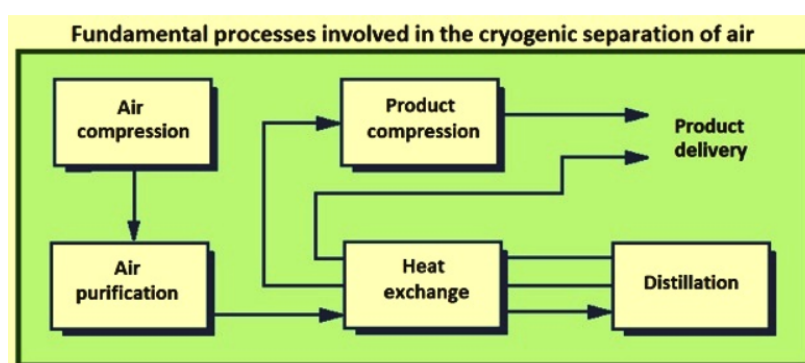 Fundamental processes involved in the cryogenic separation of air
Air
compression
Product
compression
Product
delivery
Air
purification
Heat
exchange
Distillation